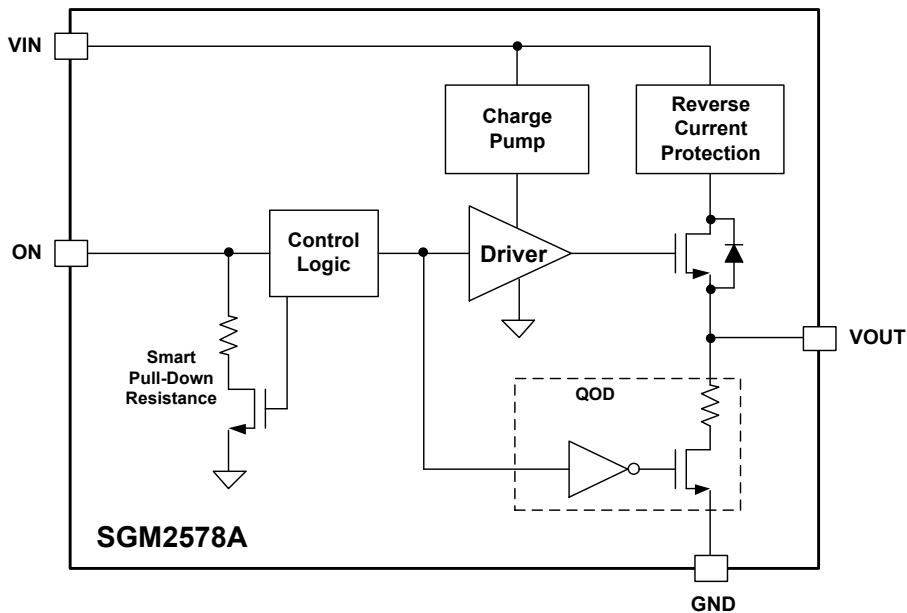 VIN
Charge
Pump
Reverse
Current
Protection
ON
Control
Logic
Driver
VOUT
Smart
Pull-Down
Resistance
QOD
SGM2578A
GND